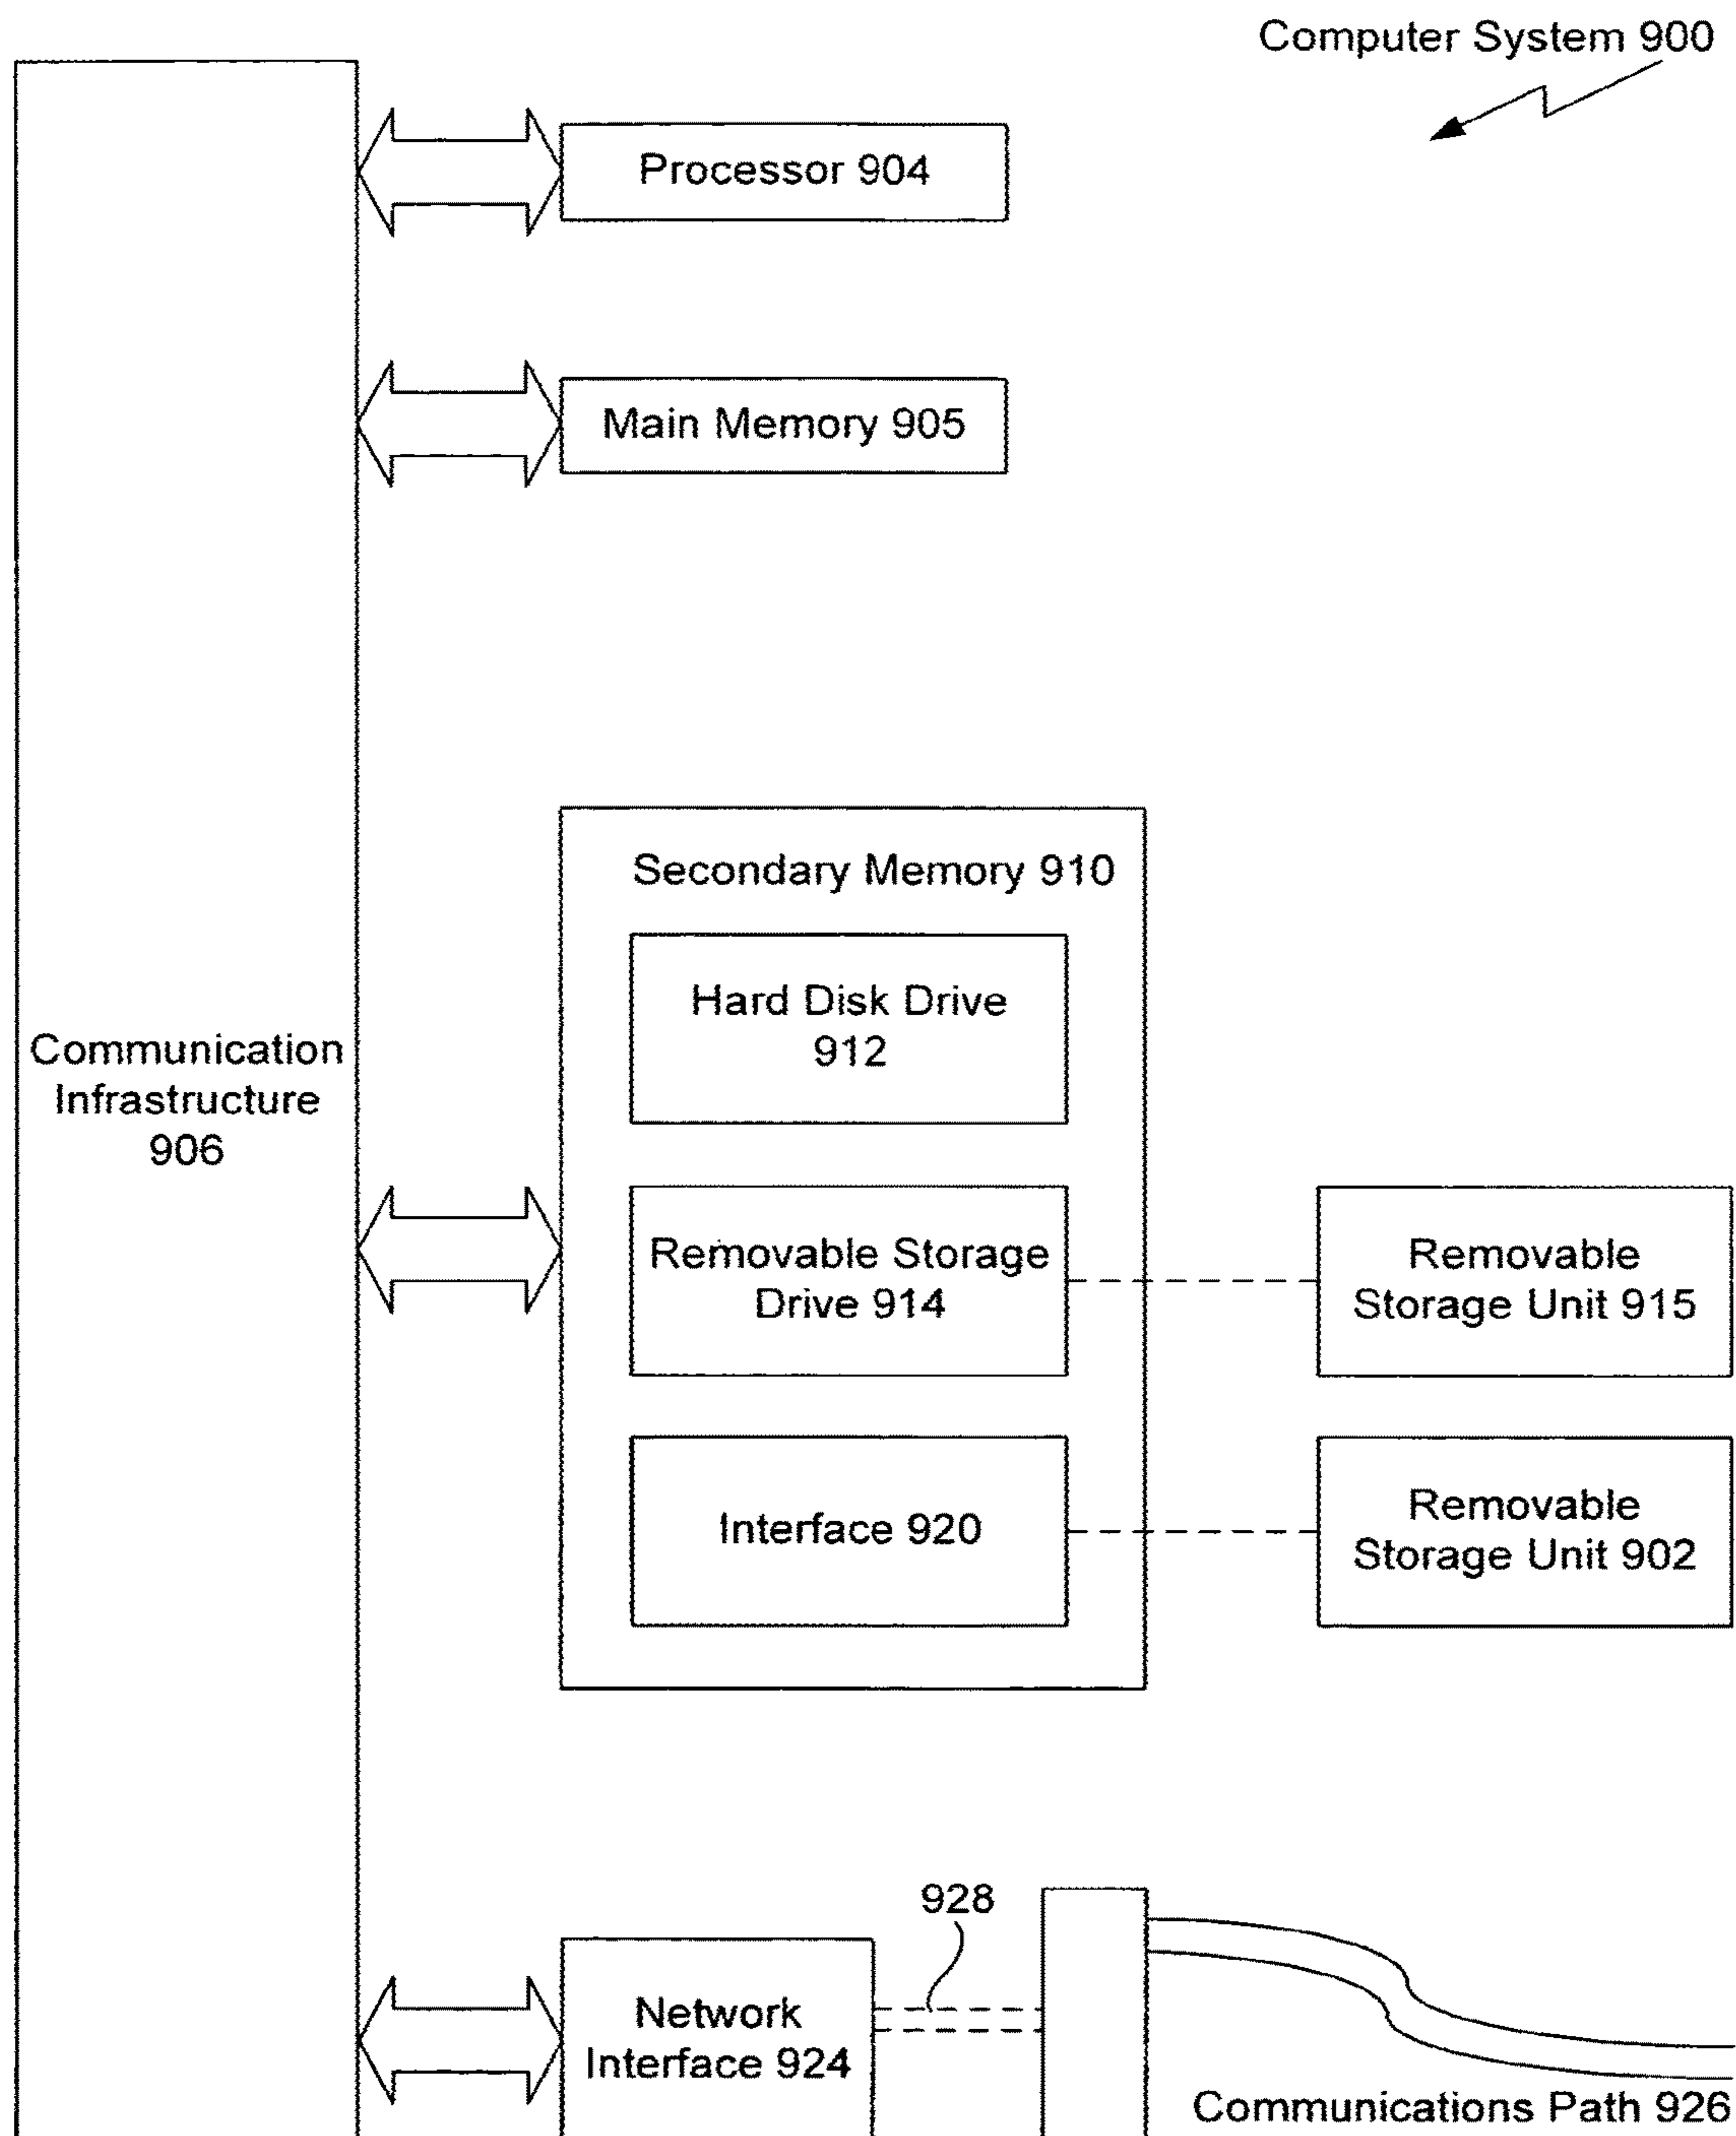 Computer System 900
Processor 904
Main Memory 905
Secondary Memory 910
Hard Disk Drive
912
Communication
Infrastructure
906
Removable Storage
Drive 914
Removable
Storage Unit 915
Interface 920
Removable
Storage Unit 902
928
Network
Interface 924
Communications Path 926